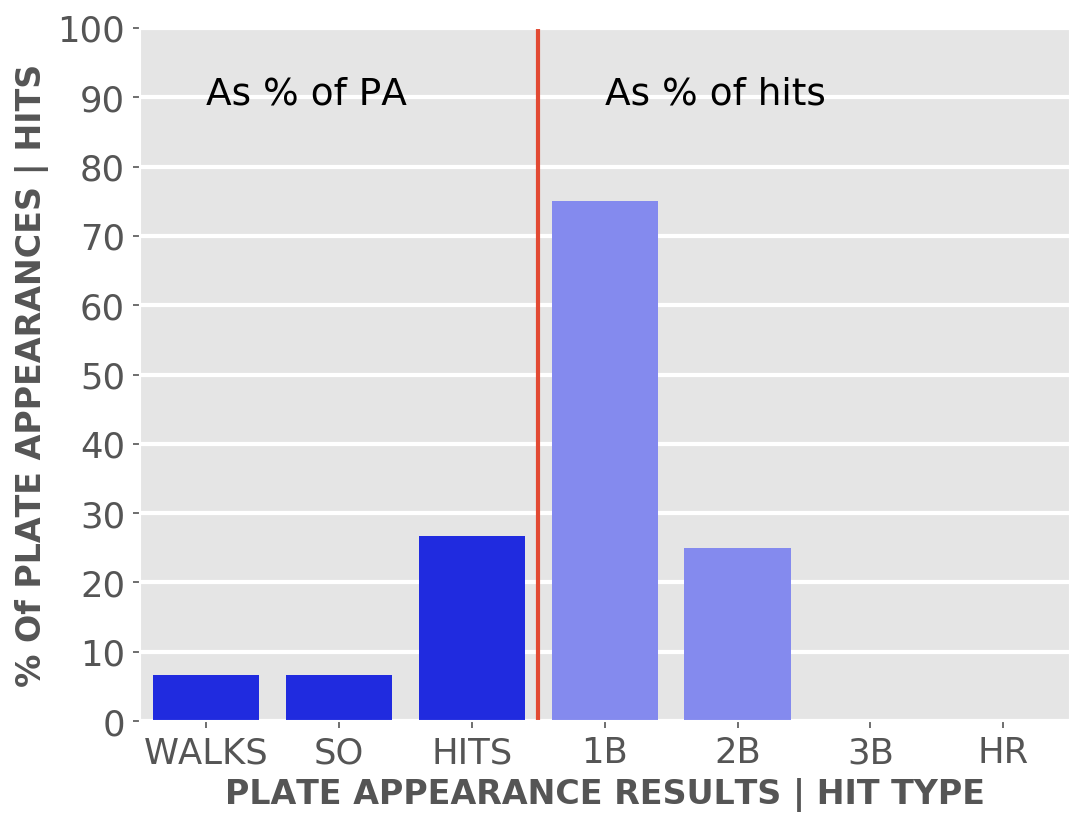 100
90
80
70
60
50
40
30
20
10
0
% Of PLATE APPEARANCES | HITS
As % of PA
As % of hits
WALKS SO HITS 1B 2B 3B HR
PLATE APPEARANCE RESULTS | HIT TYPE